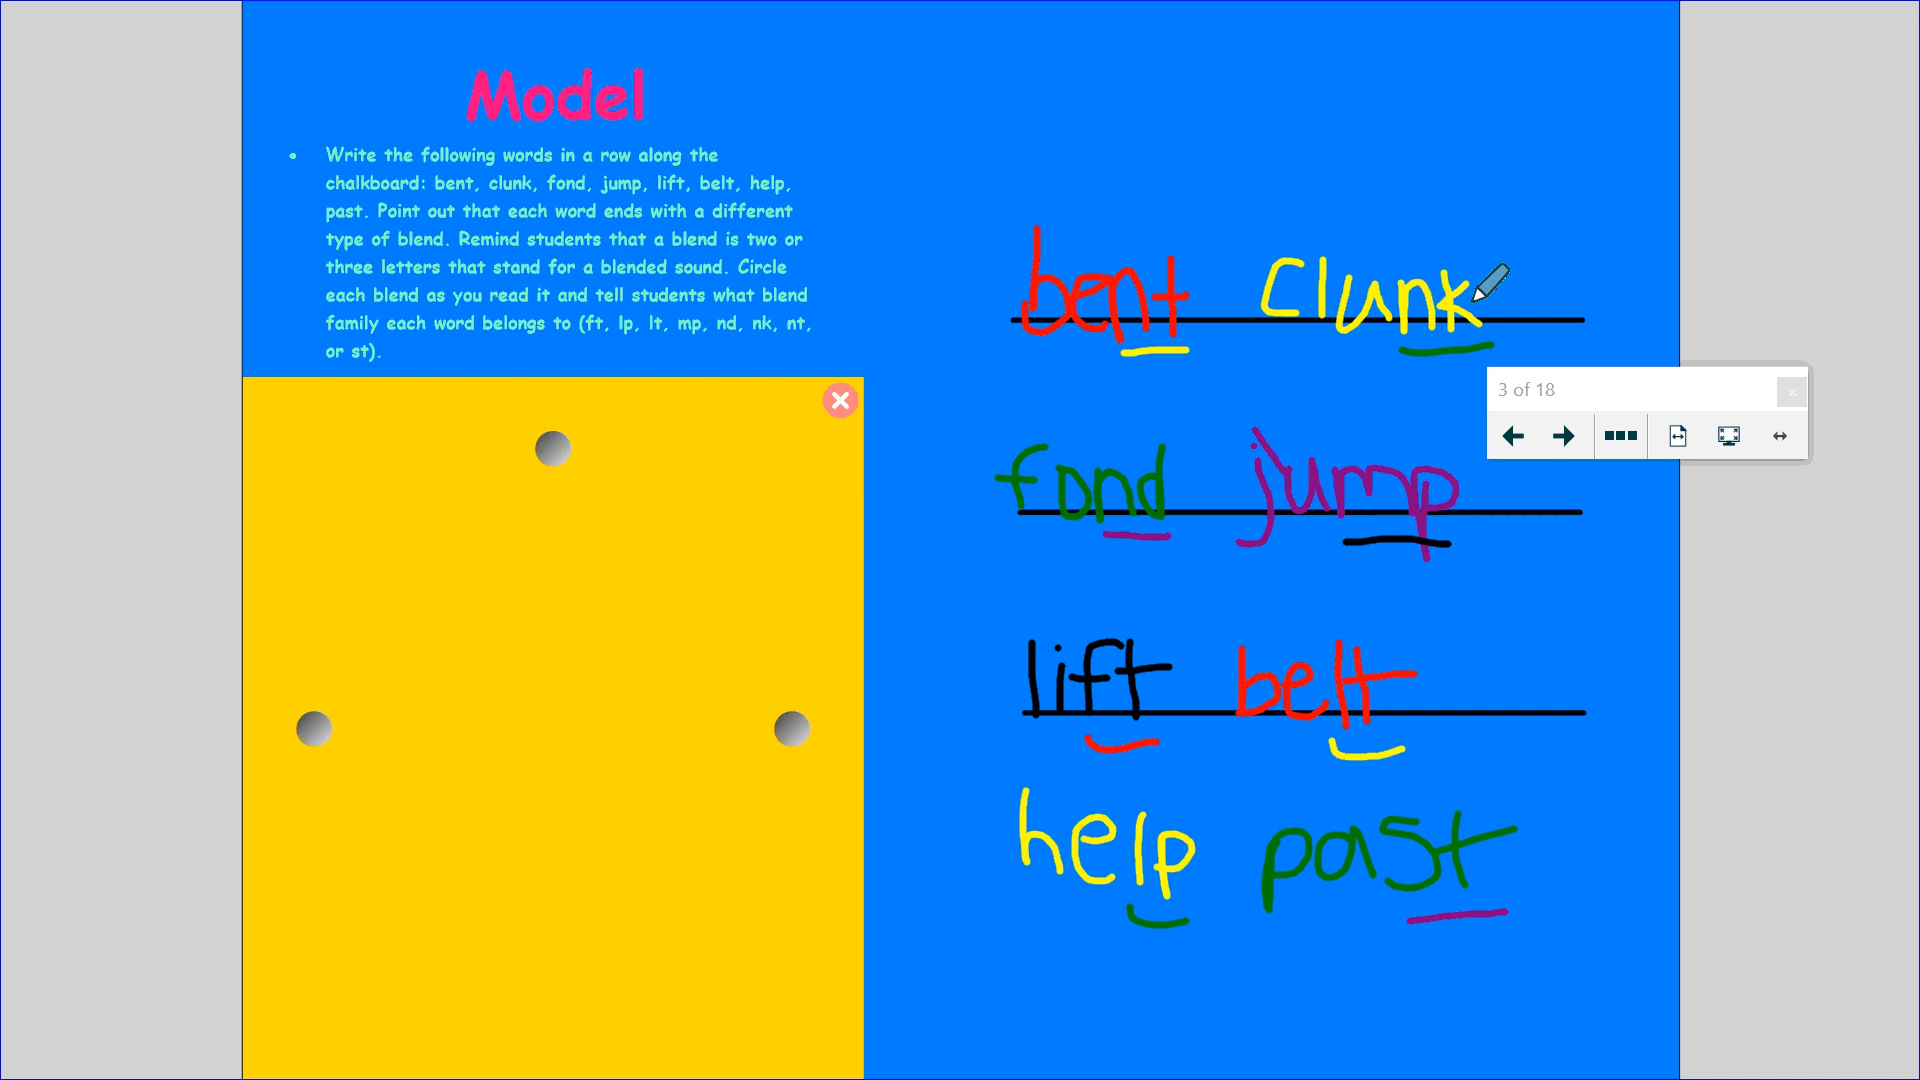 Model
• Write the following words in a row along the
chalkboard: bent, clunk, fond, jump, lift, belt, help,
past. Point out that each word ends with a different
type of blend. Remind students that a blend is two or
three letters that stand for a blended sound. Circle
each blend as you read it and tell students what blend
family each word belongs to (ft, lp, lt, mp, nd, nk, nt,
or st).
bent clunk
3 of 18
fond jump
lift belt
help past